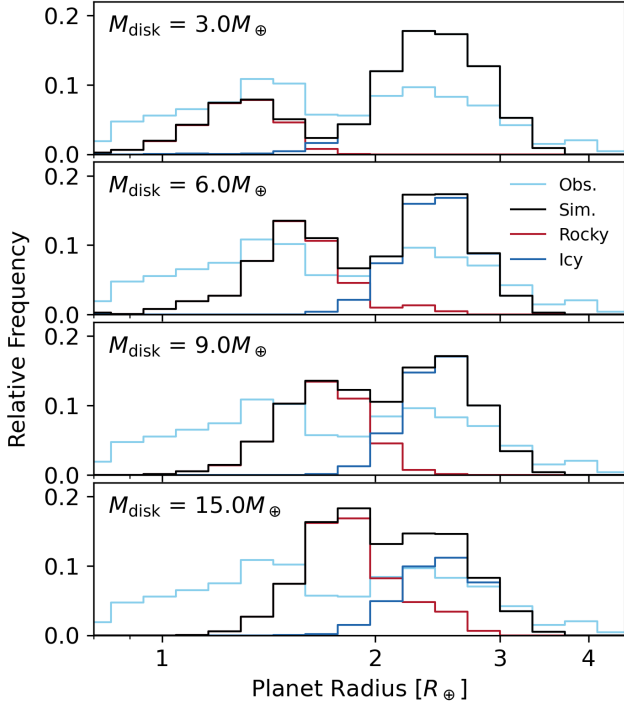 M_disk = 3.0M_⊕
0.2
0.1
0.0
M_disk = 6.0M_⊕
Obs.
Sim.
Rocky
Icy
0.2
0.1
0.0
M_disk = 9.0M_⊕
0.2
0.1
0.0
M_disk = 15.0M_⊕
0.2
0.1
0.0
Relative Frequency
1 2 3 4
Planet Radius [R_⊕]